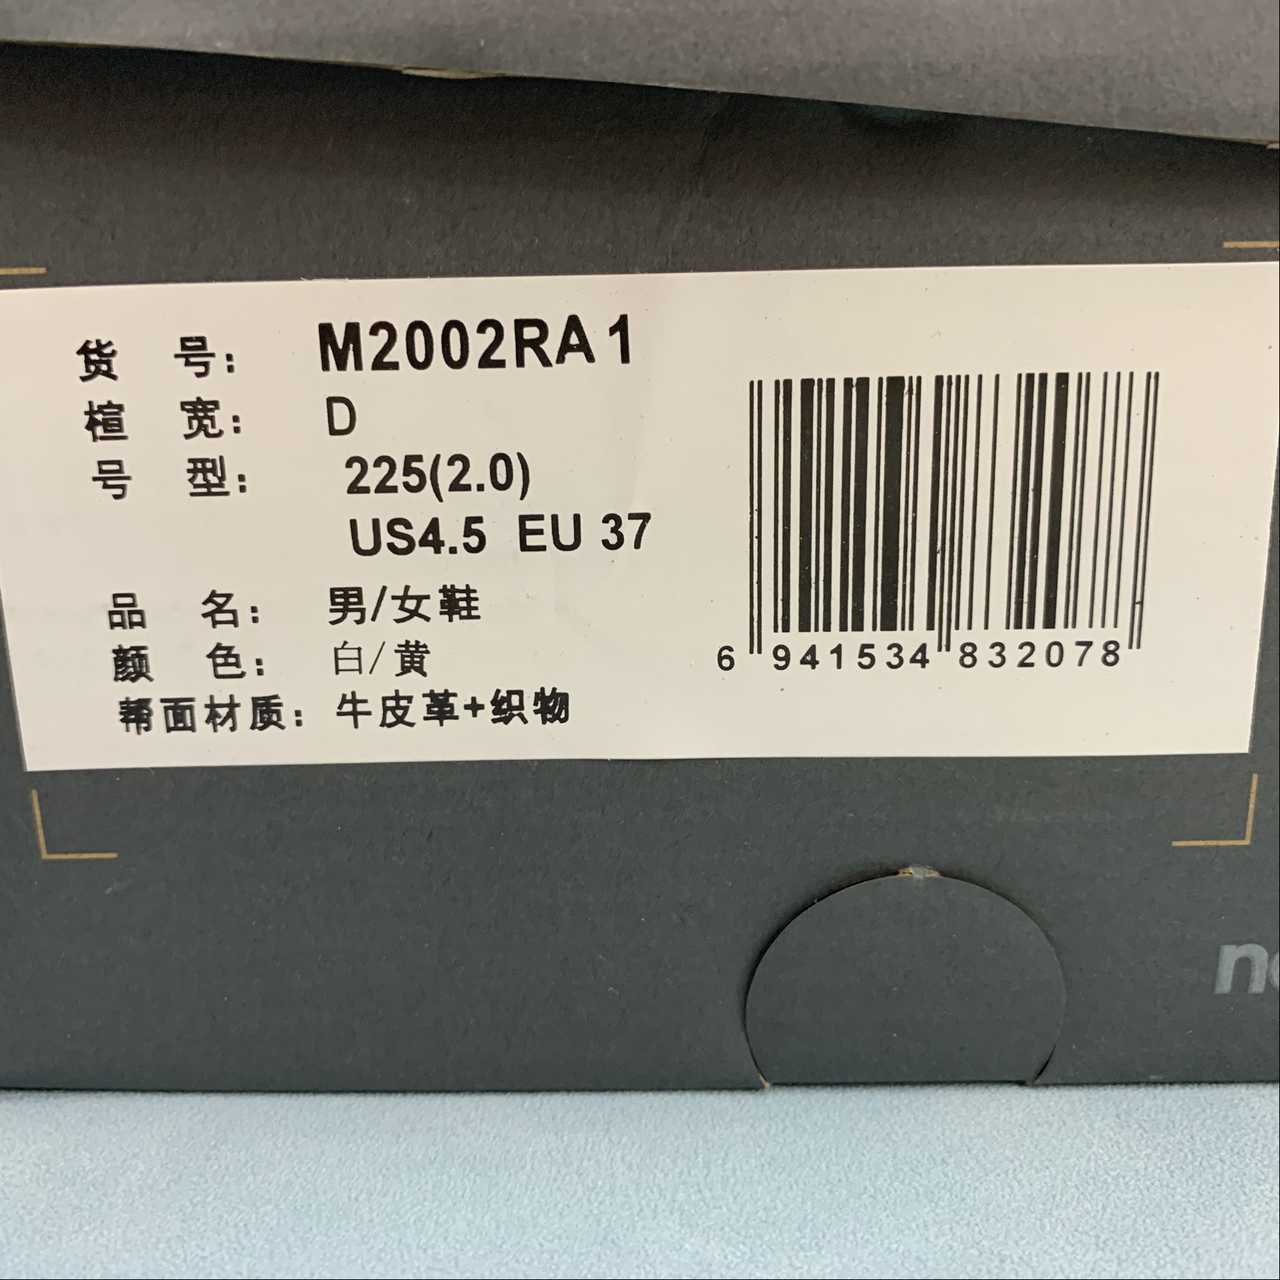 货 号: M2002RA1
楦 宽: D
号 型: 225(2.0)
US4.5 EU 37
品 名: 男/女鞋
颜 色: 白/黄
帮面材质: 牛皮革+织物
6 941534 832078